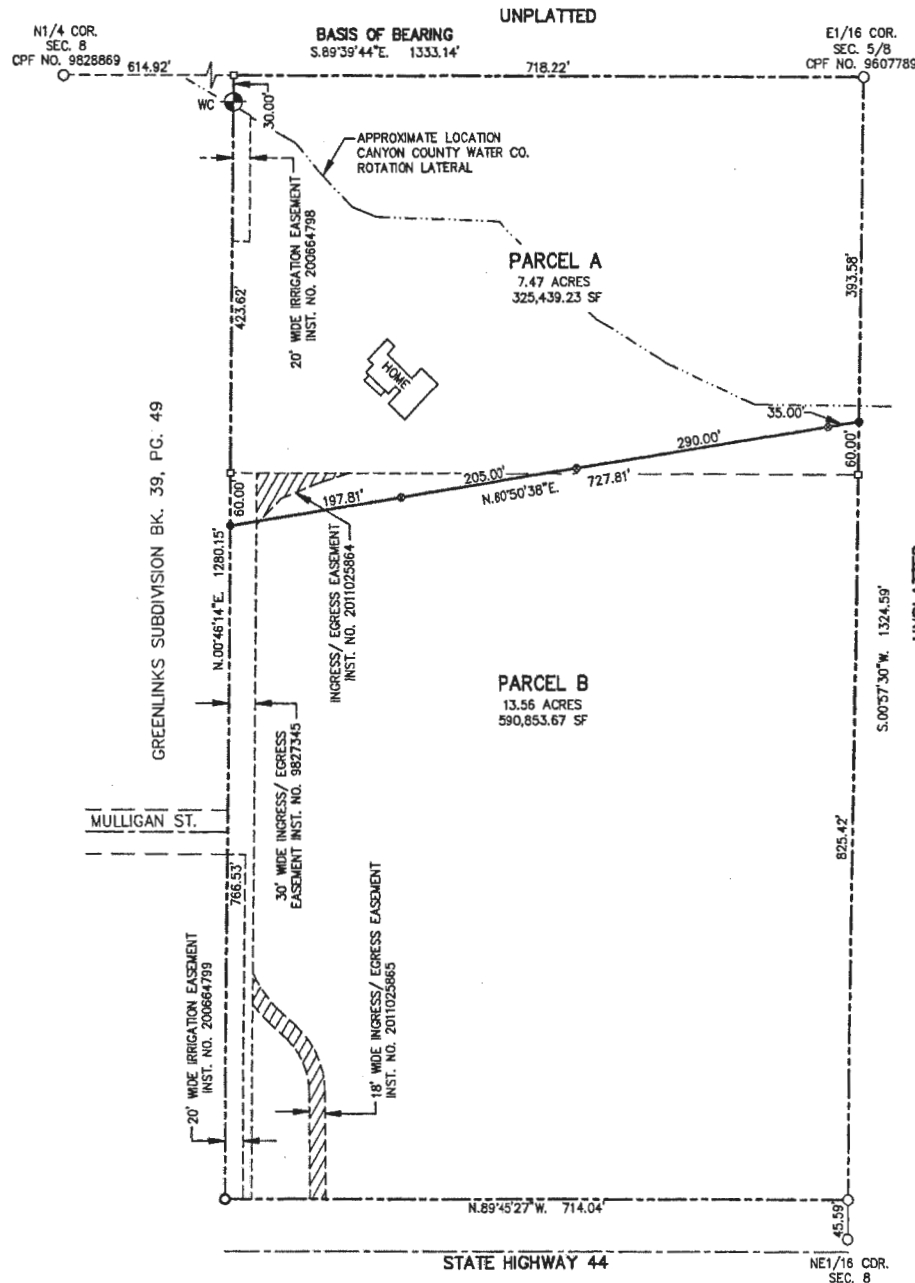 UNPLATTED
N1/4 COR.
SEC. 8
CPF NO. 9828869
BASIS OF BEARING
S.89°39'44"E. 1333.14'
E1/16 COR.
SEC. 5/8
CPF NO. 9607789
614.92'
718.22'
WC
30.00'
APPROXIMATE LOCATION
CANYON COUNTY WATER CO.
ROTATION LATERAL
20' WIDE IRRIGATION EASEMENT
INST. NO. 200664798
PARCEL A
7.47 ACRES
325,439.23 SF
393.58'
423.62'
HOME
35.00'
290.00'
60.00'
205.00'
N.80°50'38"E. 727.81'
197.81'
60.00'
GREENLINKS SUBDIVISION BK. 39, PG. 49
N.00°46'14"E. 1280.15'
INGRESS/ EGRESS EASEMENT
INST. NO. 2011025864
S.00°57'30"W. 1324.59'
PARCEL B
13.56 ACRES
590,853.67 SF
30' WIDE INGRESS/ EGRESS
EASEMENT INST. NO. 9827345
MULLIGAN ST.
766.53'
825.42'
20' WIDE IRRIGATION EASEMENT
INST. NO. 200664799
18' WIDE INGRESS/ EGRESS EASEMENT
INST. NO. 2011025865
N.89°45'27"W. 714.04'
45.59'
STATE HIGHWAY 44
NE1/16 COR.
SEC. 8